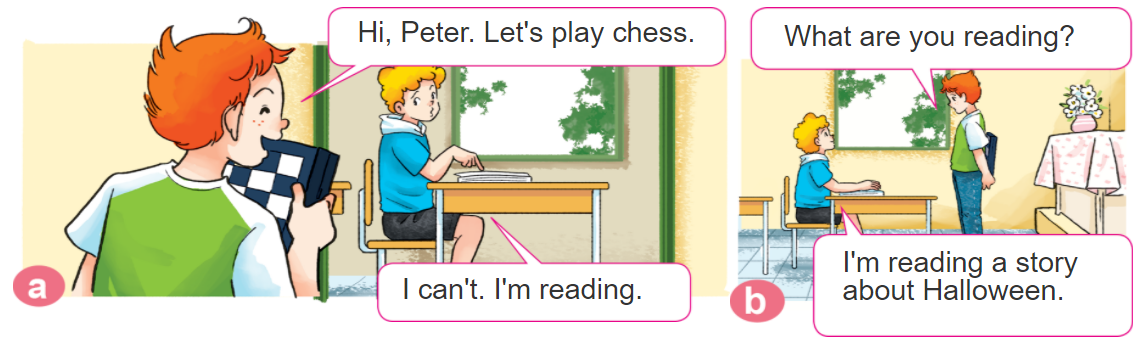 Hi, Peter. Let's play chess.
I can't. I'm reading.
a
What are you reading?
I'm reading a story
about Halloween.
b